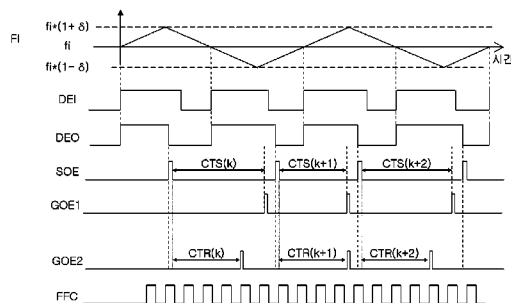 fi*(1+ δ)
FI
fi
fi*(1− δ)
시간
DEI
DEO
SOE
CTS(k)
CTS(k+1)
CTS(k+2)
GOE1
GOE2
CTR(k)
CTR(k+1)
CTR(k+2)
FFC